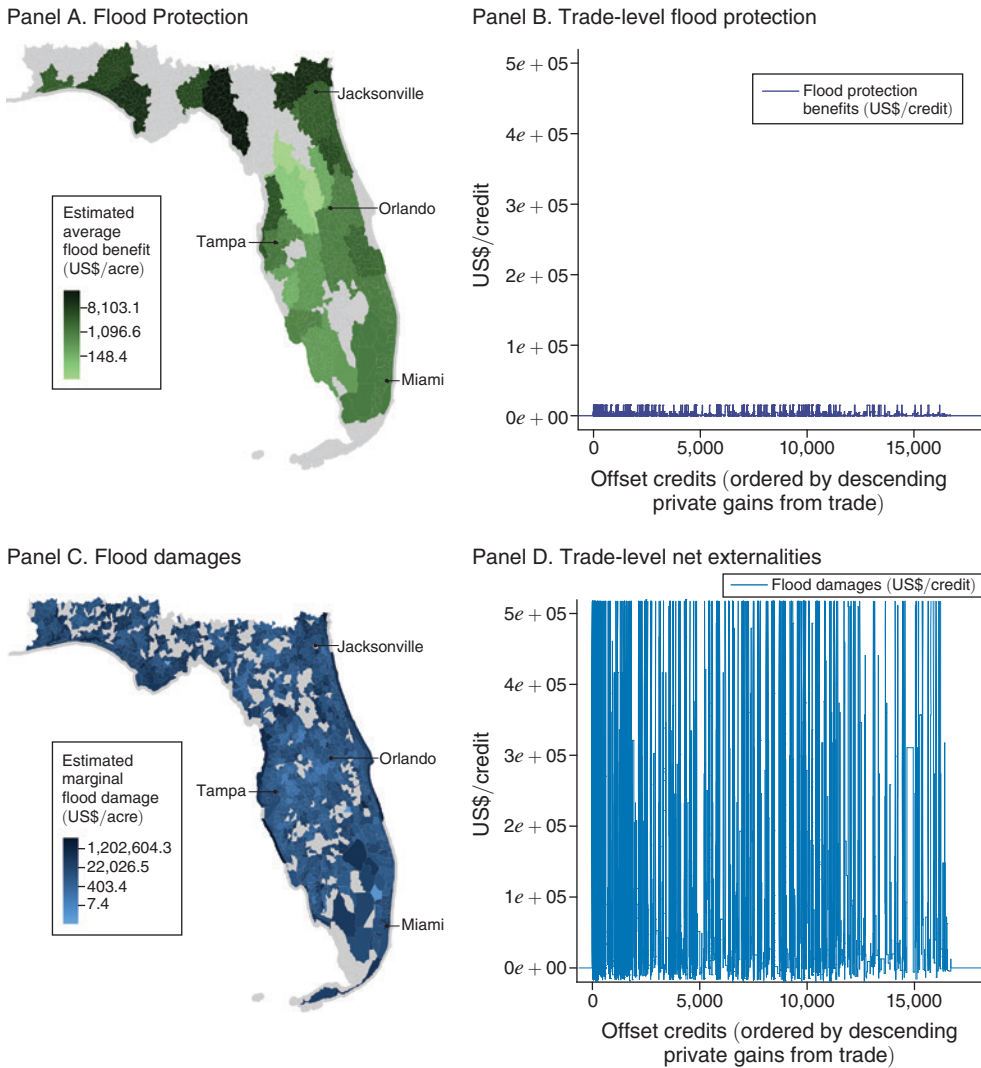 Panel A. Flood Protection
Jacksonville
Orlando
Tampa
Miami
Estimated
average
flood benefit
(US$/acre)
8,103.1
1,096.6
148.4
Panel B. Trade-level flood protection
US$/credit
5e + 05
4e + 05
3e + 05
2e + 05
1e + 05
0e + 00
Flood protection
benefits (US$/credit)
0
5,000
10,000
15,000
Offset credits (ordered by descending
private gains from trade)
Panel C. Flood damages
Jacksonville
Orlando
Tampa
Miami
Estimated
marginal
flood damage
(US$/acre)
1,202,604.3
22,026.5
403.4
7.4
Panel D. Trade-level net externalities
Flood damages (US$/credit)
US$/credit
5e + 05
4e + 05
3e + 05
2e + 05
1e + 05
0e + 00
0
5,000
10,000
15,000
Offset credits (ordered by descending
private gains from trade)